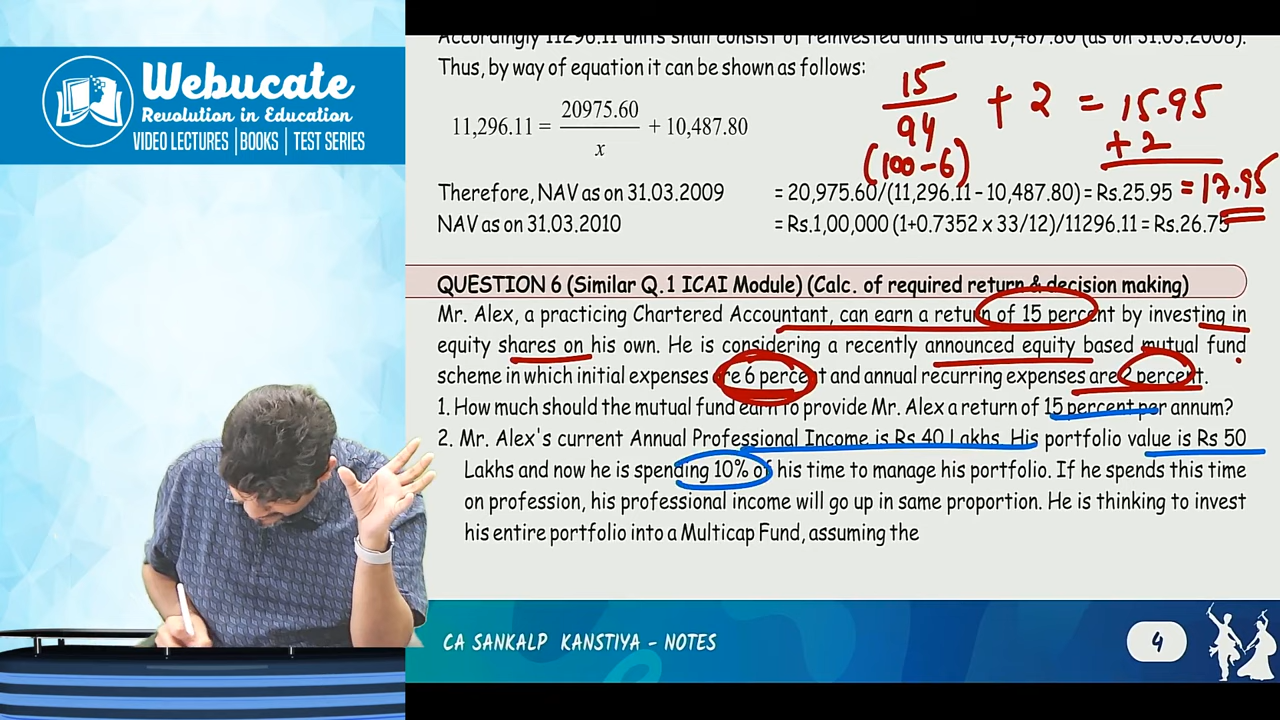 Webucate
Revolution in Education
VIDEO LECTURES | BOOKS | TEST SERIES
Accordingly 11296.11 units shall consist of reinvested units and 10,487.80 (as on 31.03.2008).
Thus, by way of equation it can be shown as follows:
11,296.11 = 20975.60 / x + 10,487.80
15 / 94 + 2 = 15.95
(100-6)
+ 2
= 17.95
Therefore, NAV as on 31.03.2009 = 20,975.60/(11,296.11 – 10,487.80) = Rs.25.95
NAV as on 31.03.2010 = Rs.1,00,000 (1+0.7352 x 33/12)/11296.11 = Rs.26.75
QUESTION 6 (Similar Q.1 ICAI Module) (Calc. of required return & decision making)
Mr. Alex, a practicing Chartered Accountant, can earn a return of 15 percent by investing in
equity shares on his own. He is considering a recently announced equity based mutual fund
scheme in which initial expenses are 6 percent and annual recurring expenses are 2 percent.
1. How much should the mutual fund earn to provide Mr. Alex a return of 15 percent per annum?
2. Mr. Alex's current Annual Professional Income is Rs 40 Lakhs. His portfolio value is Rs 50
Lakhs and now he is spending 10% of his time to manage his portfolio. If he spends this time
on profession, his professional income will go up in same proportion. He is thinking to invest
his entire portfolio into a Multicap Fund, assuming the
CA SANKALP KANSTIYA - NOTES
4